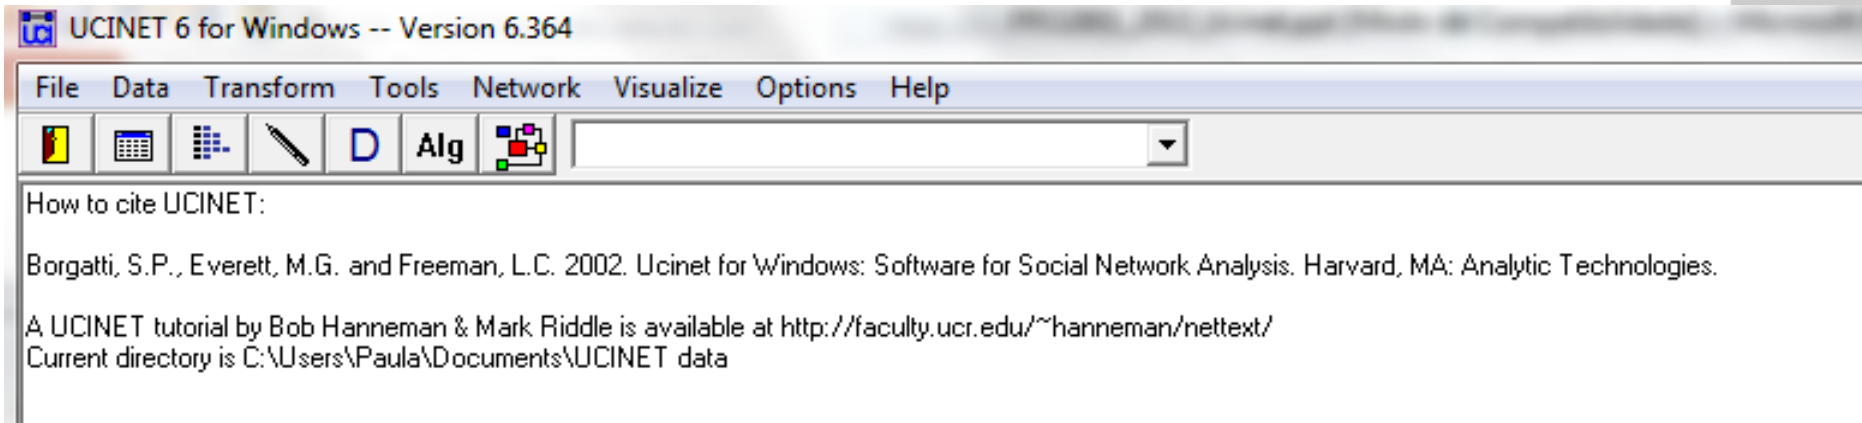 UCINET 6 for Windows -- Version 6.364
File Data Transform Tools Network Visualize Options Help
D Alg
How to cite UCINET:
Borgatti, S.P., Everett, M.G. and Freeman, L.C. 2002. Ucinet for Windows: Software for Social Network Analysis. Harvard, MA: Analytic Technologies.
A UCINET tutorial by Bob Hanneman & Mark Riddle is available at http://faculty.ucr.edu/~hanneman/nettext/
Current directory is C:\Users\Paula\Documents\UCINET data